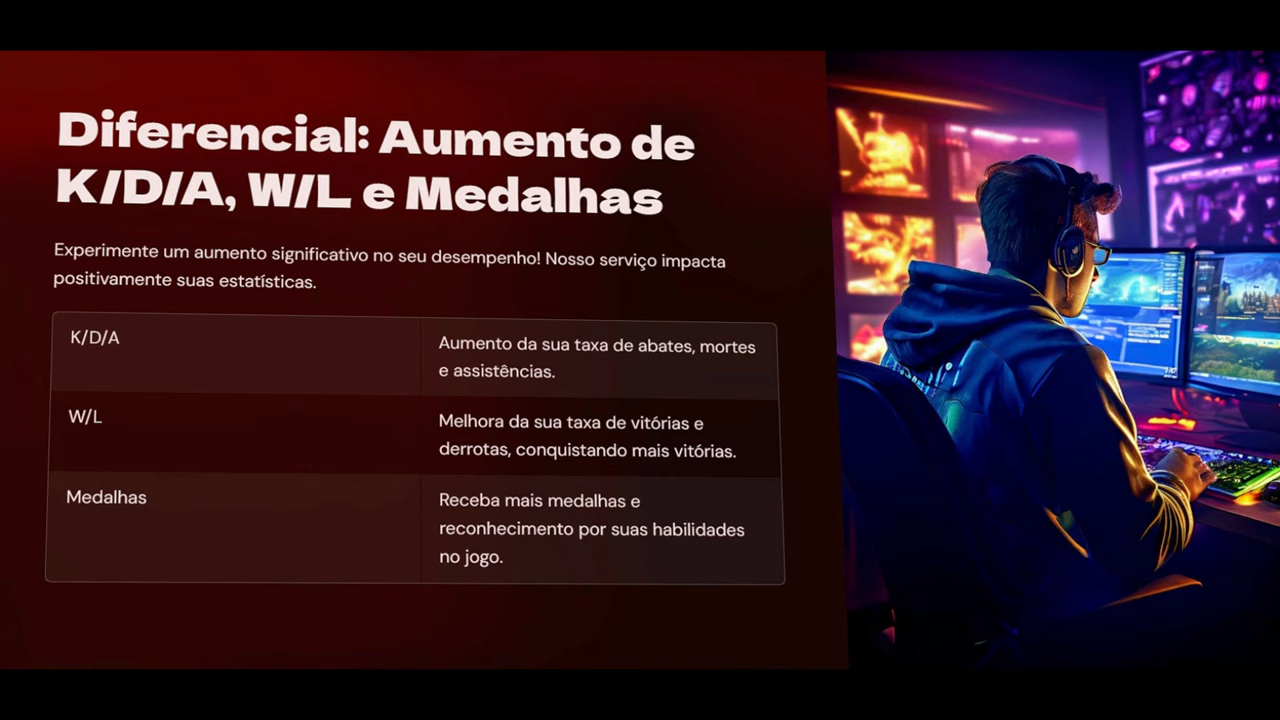 Diferencial: Aumento de
K/D/A, W/L e Medalhas
Experimente um aumento significativo no seu desempenho! Nosso serviço impacta
positivamente suas estatísticas.
K/D/A
Aumento da sua taxa de abates, mortes
e assistências.
W/L
Melhora da sua taxa de vitórias e
derrotas, conquistando mais vitórias.
Medalhas
Receba mais medalhas e
reconhecimento por suas habilidades
no jogo.